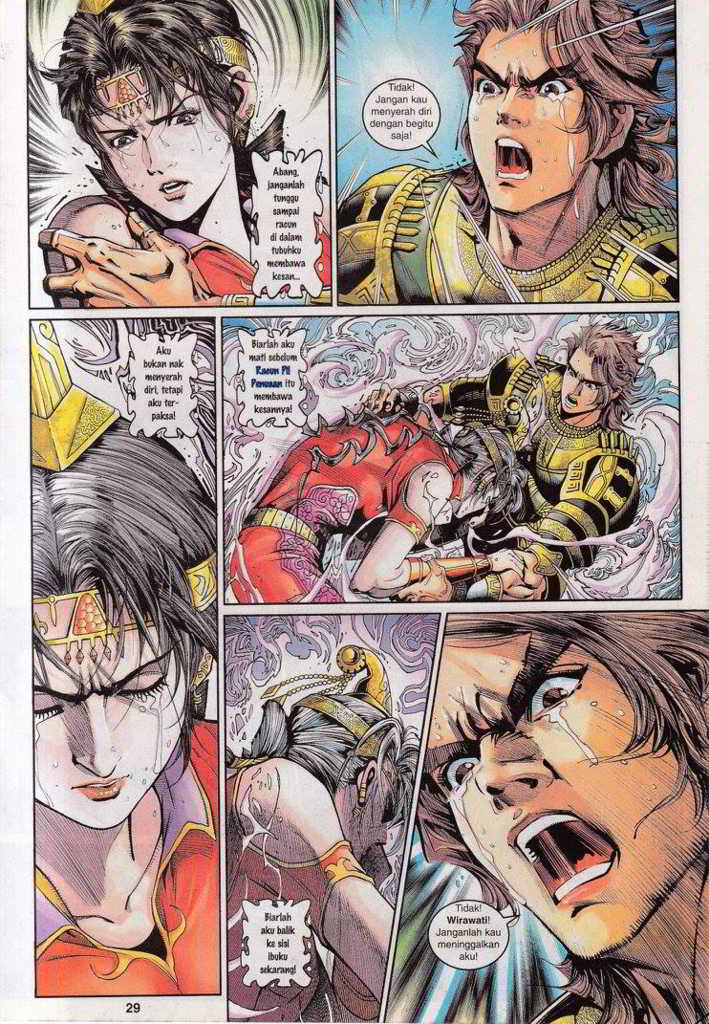 Abang,
janganlah
tunggu
sampai
racun
di dalam
tubuhku
membawa
kesan...
Tidak!
Jangan kau
menyerah diri
dengan begitu
saja!
Aku
bukan nak
menyerah
diri, tetapi
aku ter-
paksa!
Biarlah aku
mati sebelum
Racun Pil
Penuaan itu
membawa
kesannya!
Biarlah
aku balik
ke sisi
ibuku
sekarang!
Tidak!
Wirawati!
Janganlah kau
meninggalkan
aku!
29